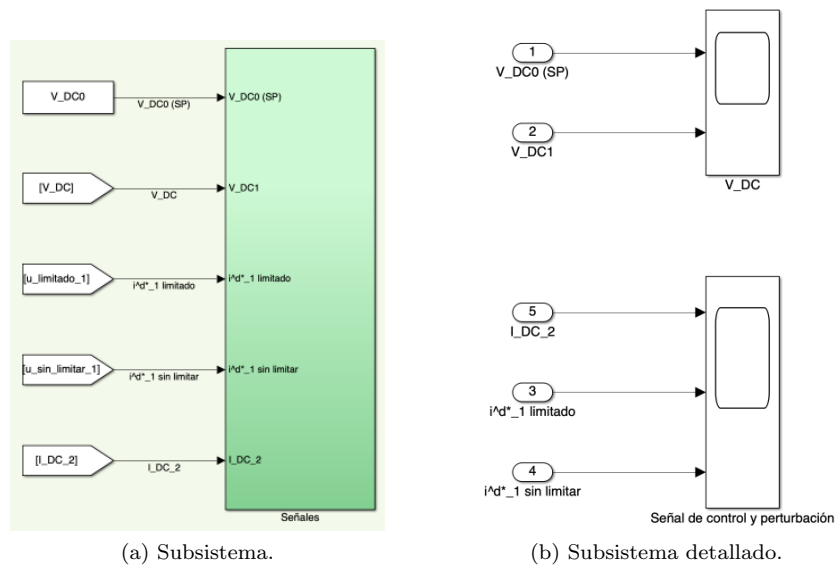 V_DC0
V_DC0 (SP)
V_DC0 (SP)
[V_DC]
V_DC
V_DC1
[u_limitado_1]
i^d*_1 limitado
i^d*_1 limitado
[u_sin_limitar_1]
i^d*_1 sin limitar
i^d*_1 sin limitar
[I_DC_2]
I_DC_2
I_DC_2
Señales
(a) Subsistema.
1
V_DC0 (SP)
2
V_DC1
V_DC
5
I_DC_2
3
i^d*_1 limitado
4
i^d*_1 sin limitar
Señal de control y perturbación
(b) Subsistema detallado.